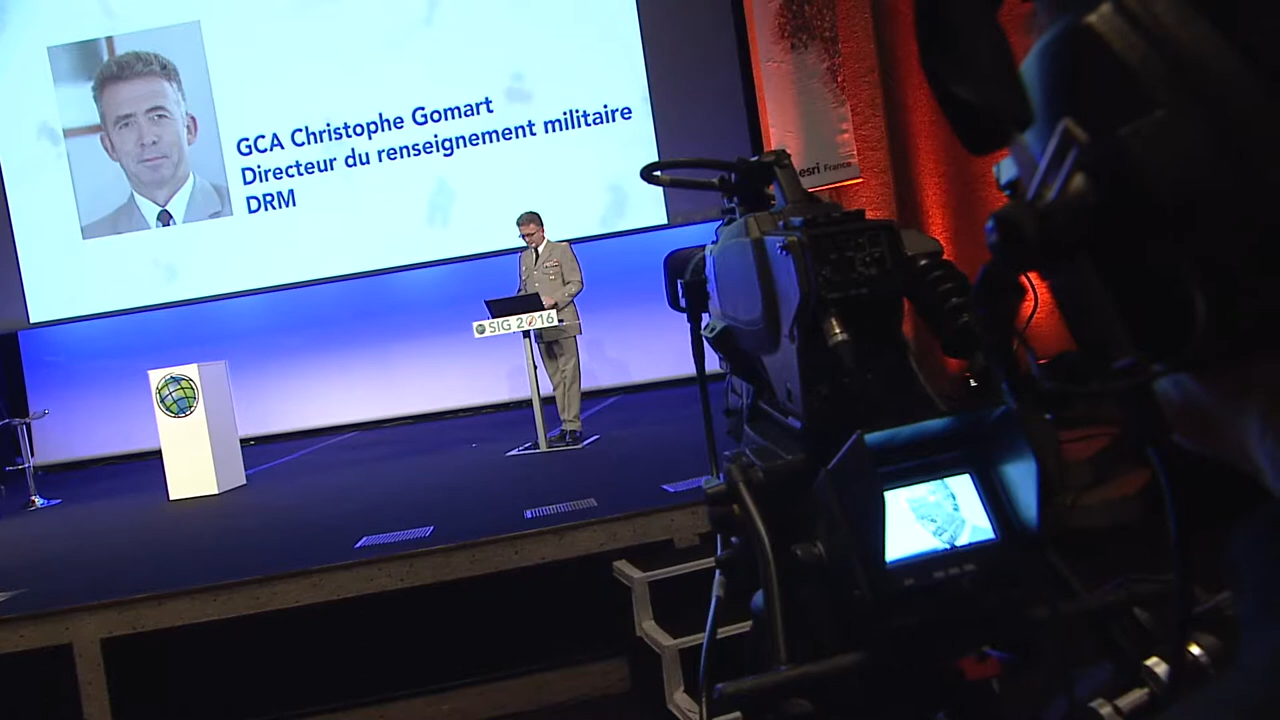 GCA Christophe Gomart
Directeur du renseignement militaire
DRM
esri France
SIG 2016